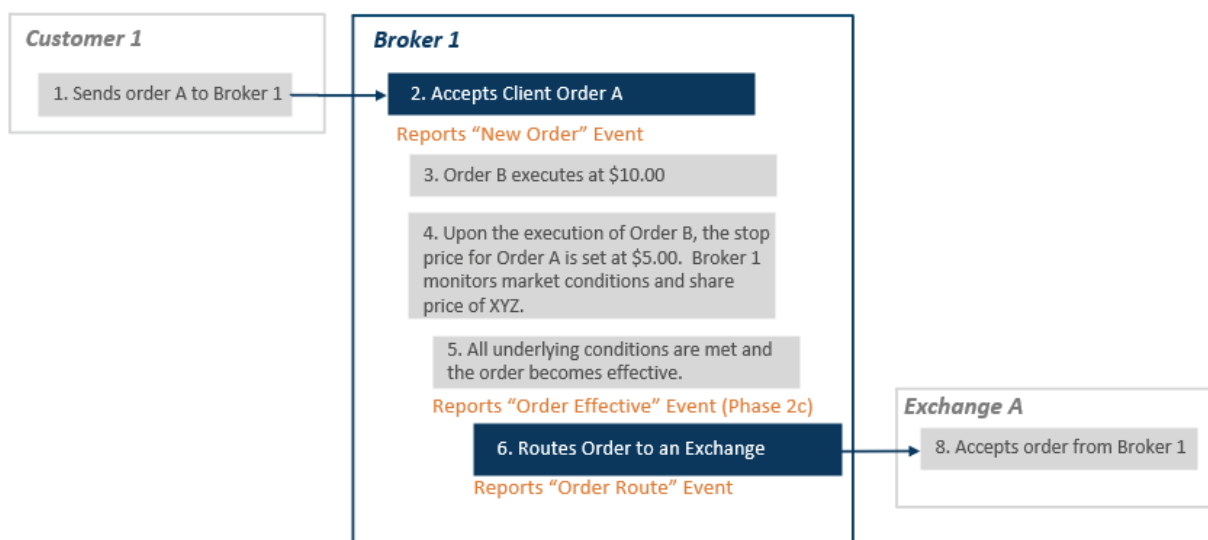 Customer 1
1. Sends order A to Broker 1
Broker 1
2. Accepts Client Order A
Reports “New Order” Event
3. Order B executes at $10.00
4. Upon the execution of Order B, the stop
price for Order A is set at $5.00.  Broker 1
monitors market conditions and share
price of XYZ.
5. All underlying conditions are met and
the order becomes effective.
Reports “Order Effective” Event (Phase 2c)
6. Routes Order to an Exchange
Reports “Order Route” Event
Exchange A
8. Accepts order from Broker 1